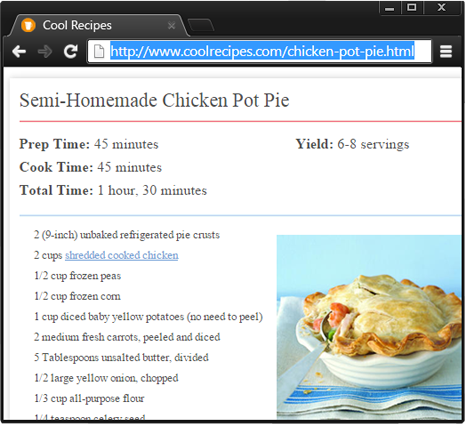 Cool Recipes
http://www.coolrecipes.com/chicken-pot-pie.html
Semi-Homemade Chicken Pot Pie
Prep Time: 45 minutes Yield: 6-8 servings
Cook Time: 45 minutes
Total Time: 1 hour, 30 minutes
2 (9-inch) unbaked refrigerated pie crusts
2 cups shredded cooked chicken
1/2 cup frozen peas
1/2 cup frozen corn
1 cup diced baby yellow potatoes (no need to peel)
2 medium fresh carrots, peeled and diced
5 Tablespoons unsalted butter, divided
1/2 large yellow onion, chopped
1/3 cup all-purpose flour
1/4 teaspoon celery seed